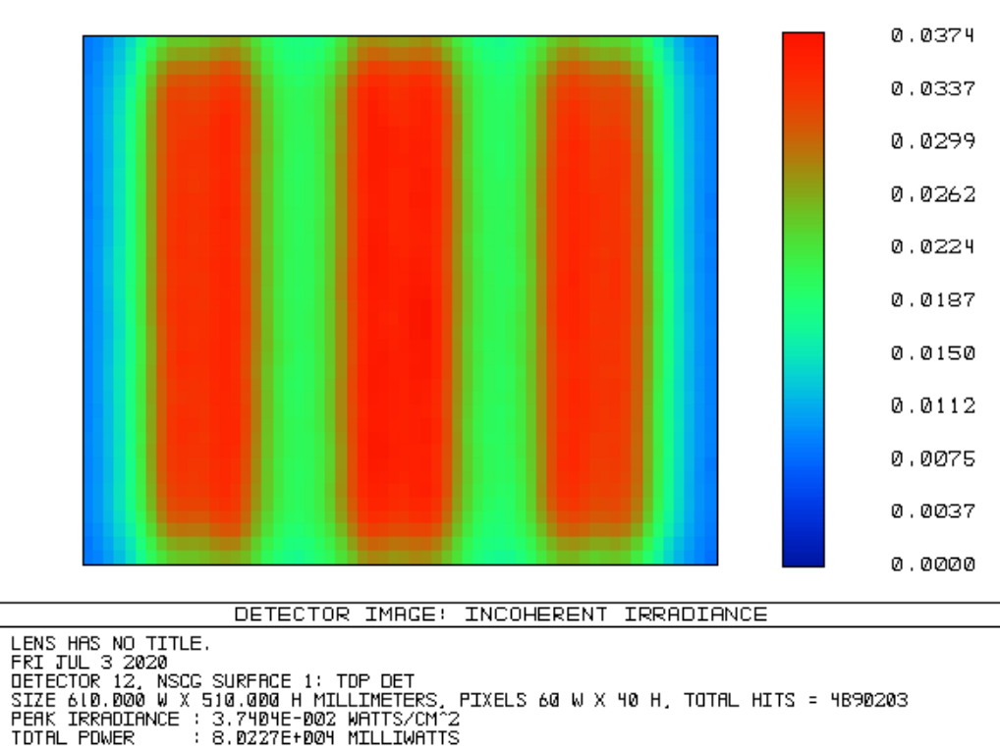 0.0374
0.0337
0.0299
0.0262
0.0224
0.0187
0.0150
0.0112
0.0075
0.0037
0.0000
DETECTOR IMAGE: INCOHERENT IRRADIANCE
LENS HAS NO TITLE.
FRI JUL 3 2020
DETECTOR 12, NSCG SURFACE 1: TOP DET
SIZE 610.000 W X 510.000 H MILLIMETERS, PIXELS 60 W X 40 H, TOTAL HITS = 4890203
PEAK IRRADIANCE : 3.7404E-002 WATTS/CM^2
TOTAL POWER : 8.0227E+004 MILLIWATTS